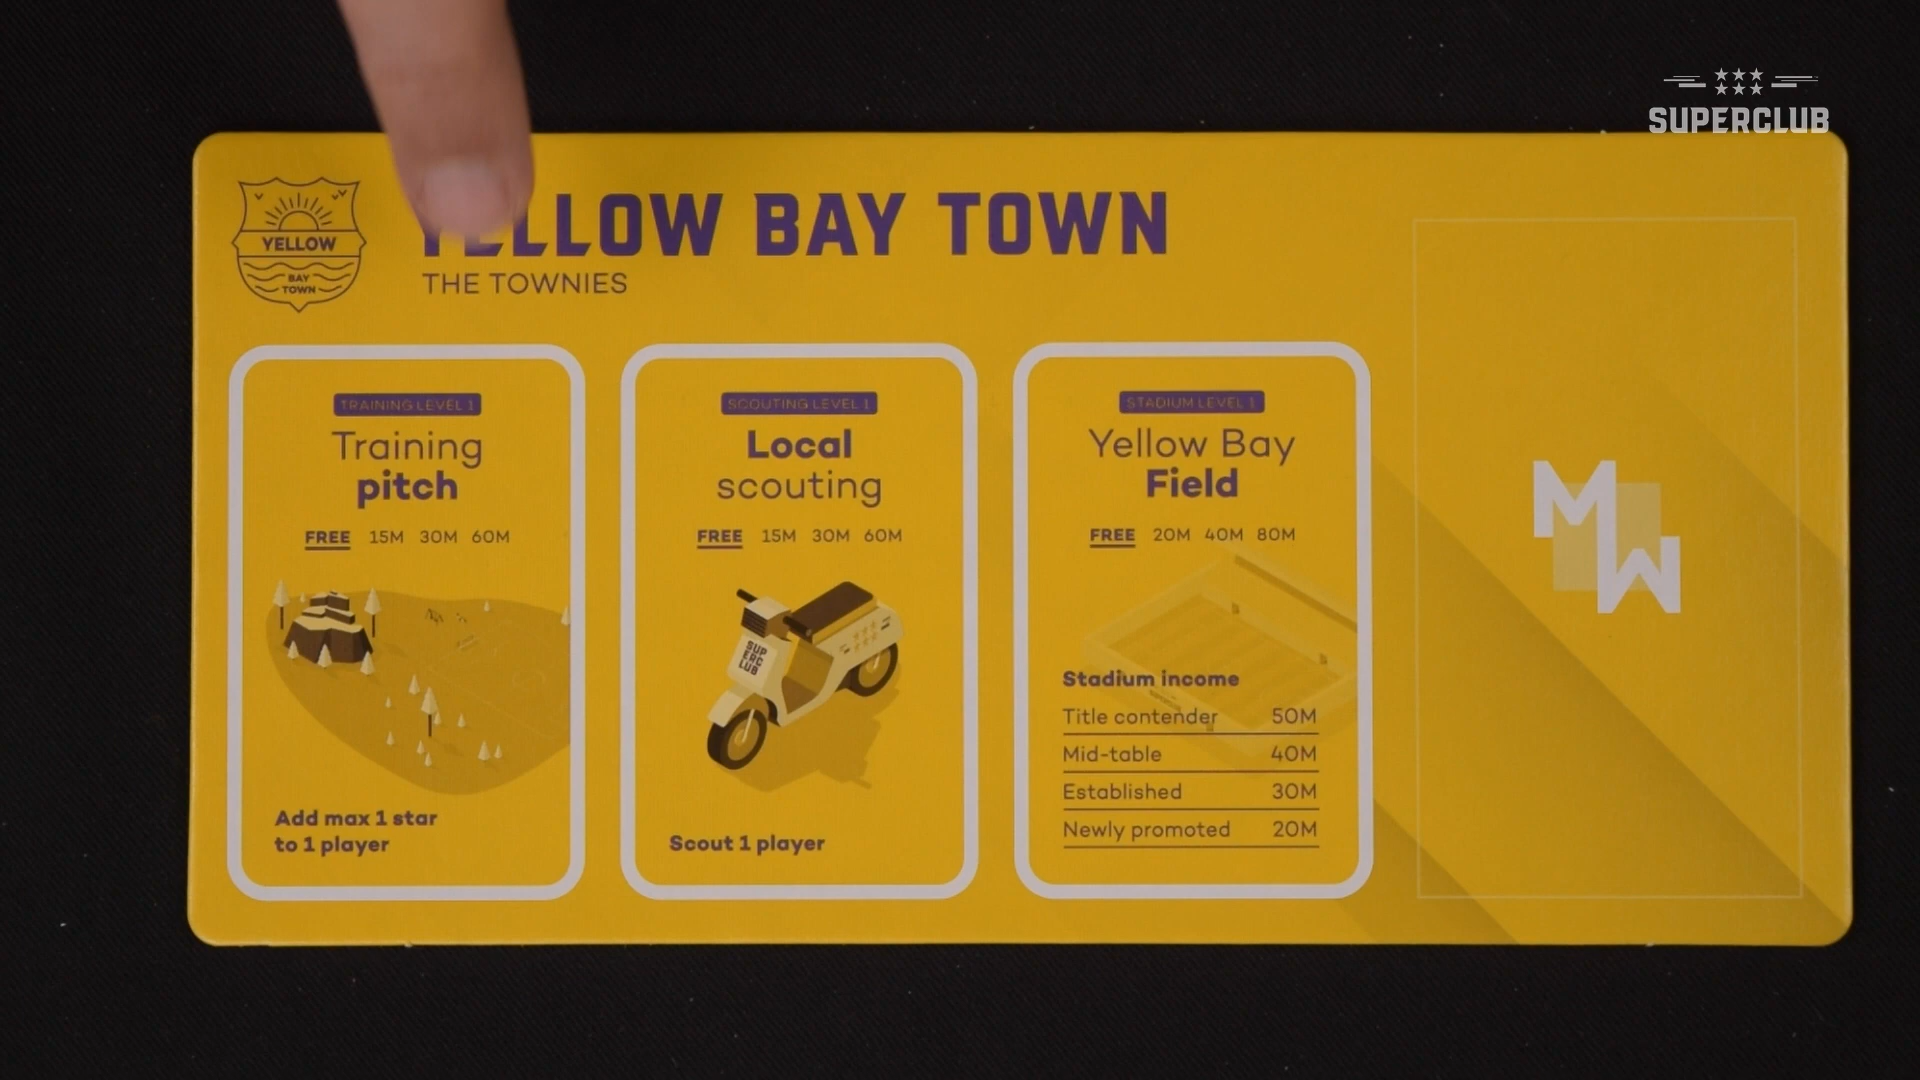 SUPERCLUB
YELLOW BAY TOWN
THE TOWNIES
YELLOW
BAY
TOWN
TRAINING LEVEL 1
Training
pitch
FREE 15M 30M 60M
Add max 1 star
to 1 player
SCOUTING LEVEL 1
Local
scouting
FREE 15M 30M 60M
SUP
ERC
LUB
Scout 1 player
STADIUM LEVEL 1
Yellow Bay
Field
FREE 20M 40M 80M
Stadium income
Title contender 50M
Mid-table 40M
Established 30M
Newly promoted 20M
MW